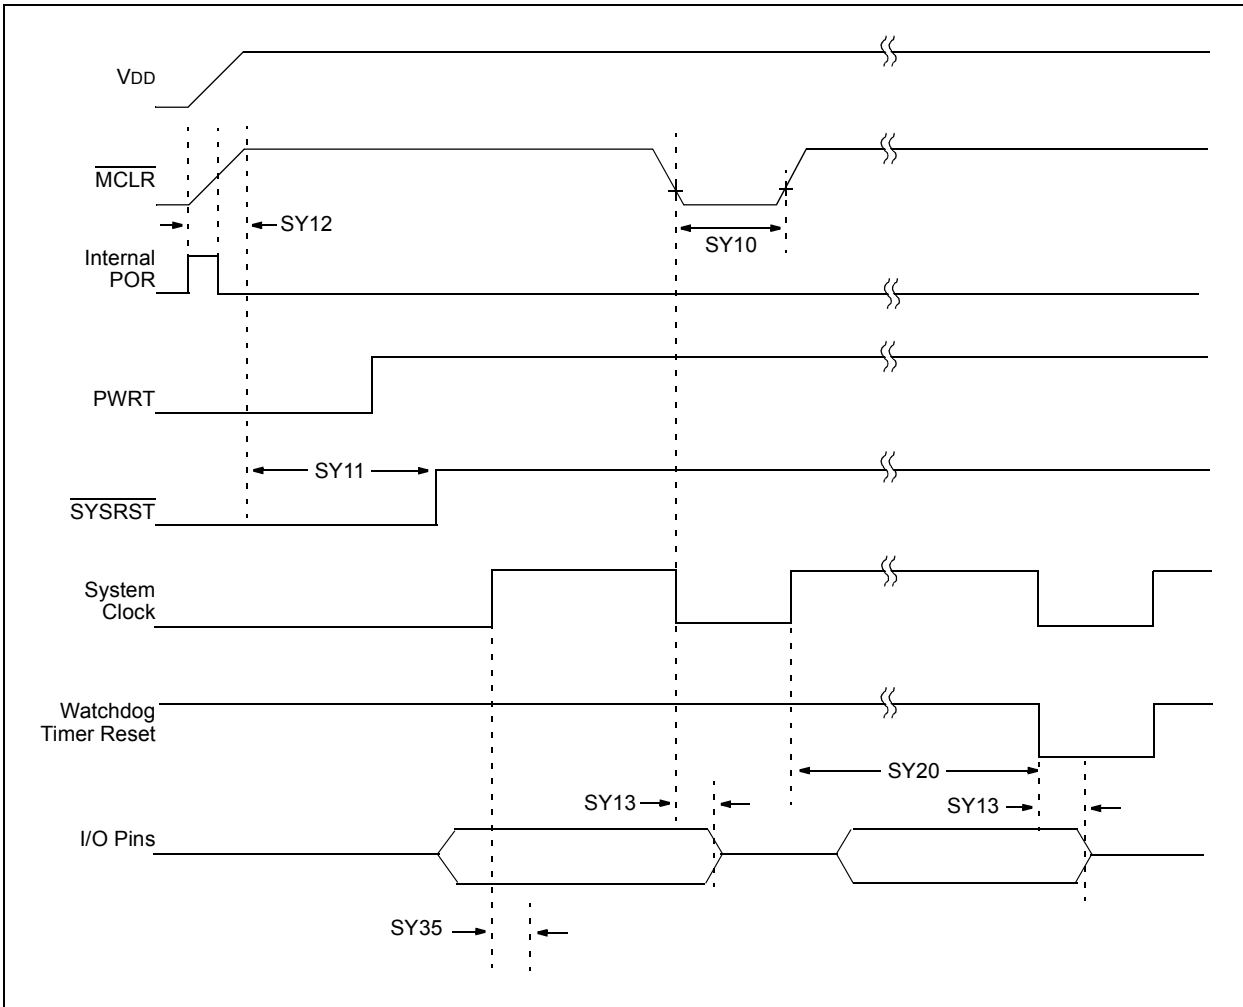 VDD
MCLR
SY12
SY10
Internal
POR
PWRT
SY11
SYSRST
System
Clock
Watchdog
Timer Reset
SY20
SY13
SY13
I/O Pins
SY35